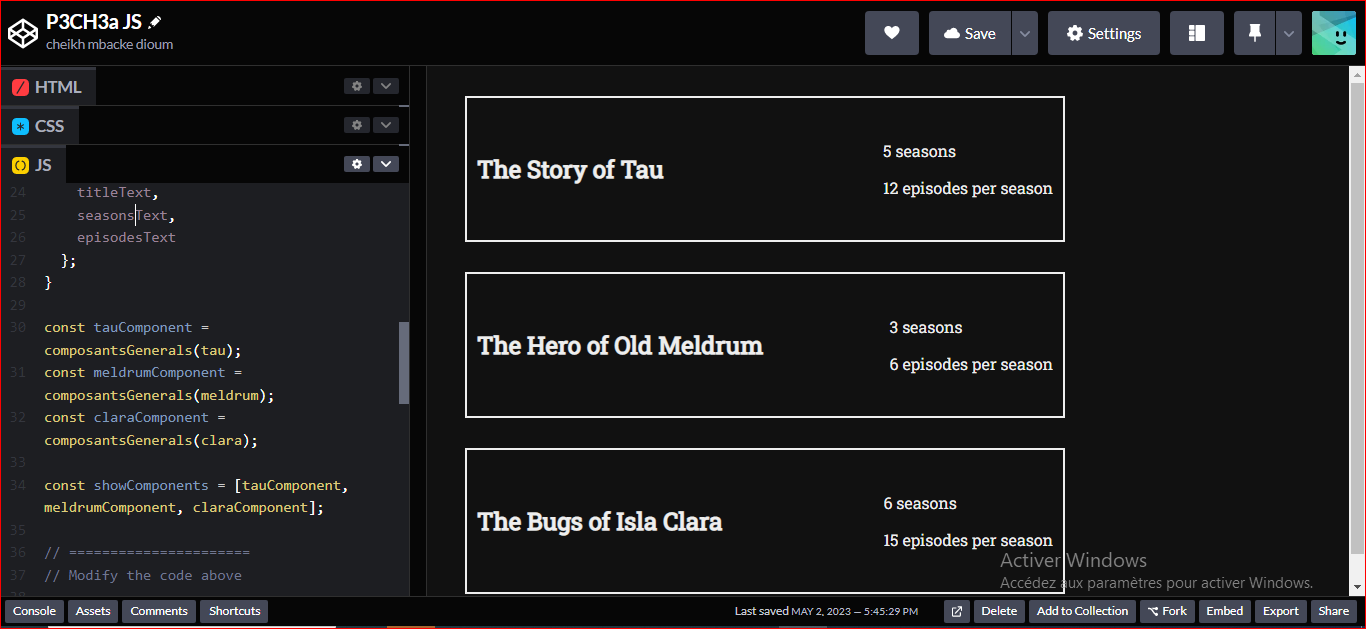 P3CH3a JS
cheikh mbacke dioum
Save
Settings
HTML
CSS
JS
24 titleText,
25 seasonsText,
26 episodesText
27 };
28 }
29
30 const tauComponent =
composantsGenerals(tau);
31 const meldrumComponent =
composantsGenerals(meldrum);
32 const claraComponent =
composantsGenerals(clara);
33
34 const showComponents = [tauComponent,
meldrumComponent, claraComponent];
35
36 // ======================
37 // Modify the code above
The Story of Tau
5 seasons
12 episodes per season
The Hero of Old Meldrum
3 seasons
6 episodes per season
The Bugs of Isla Clara
6 seasons
15 episodes per season
Activer Windows
Accédez aux paramètres pour activer Windows.
Console
Assets
Comments
Shortcuts
Last saved MAY 2, 2023 — 5:45:29 PM
Delete
Add to Collection
Fork
Embed
Export
Share